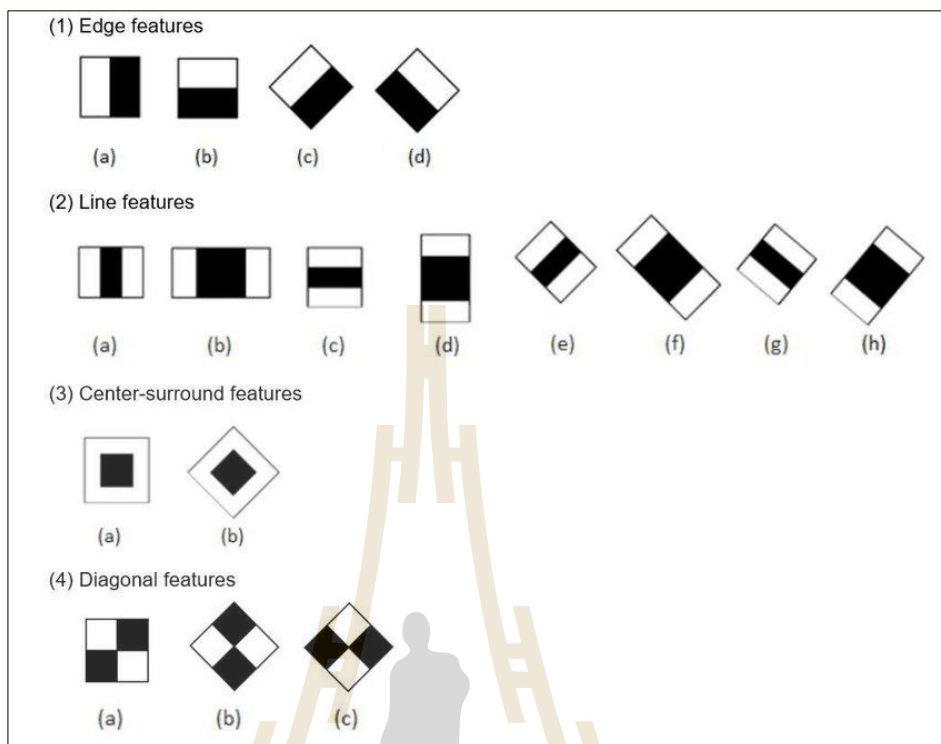 (1) Edge features
(a) (b) (c) (d)
(2) Line features
(a) (b) (c) (d) (e) (f) (g) (h)
(3) Center-surround features
(a) (b)
(4) Diagonal features
(a) (b) (c)